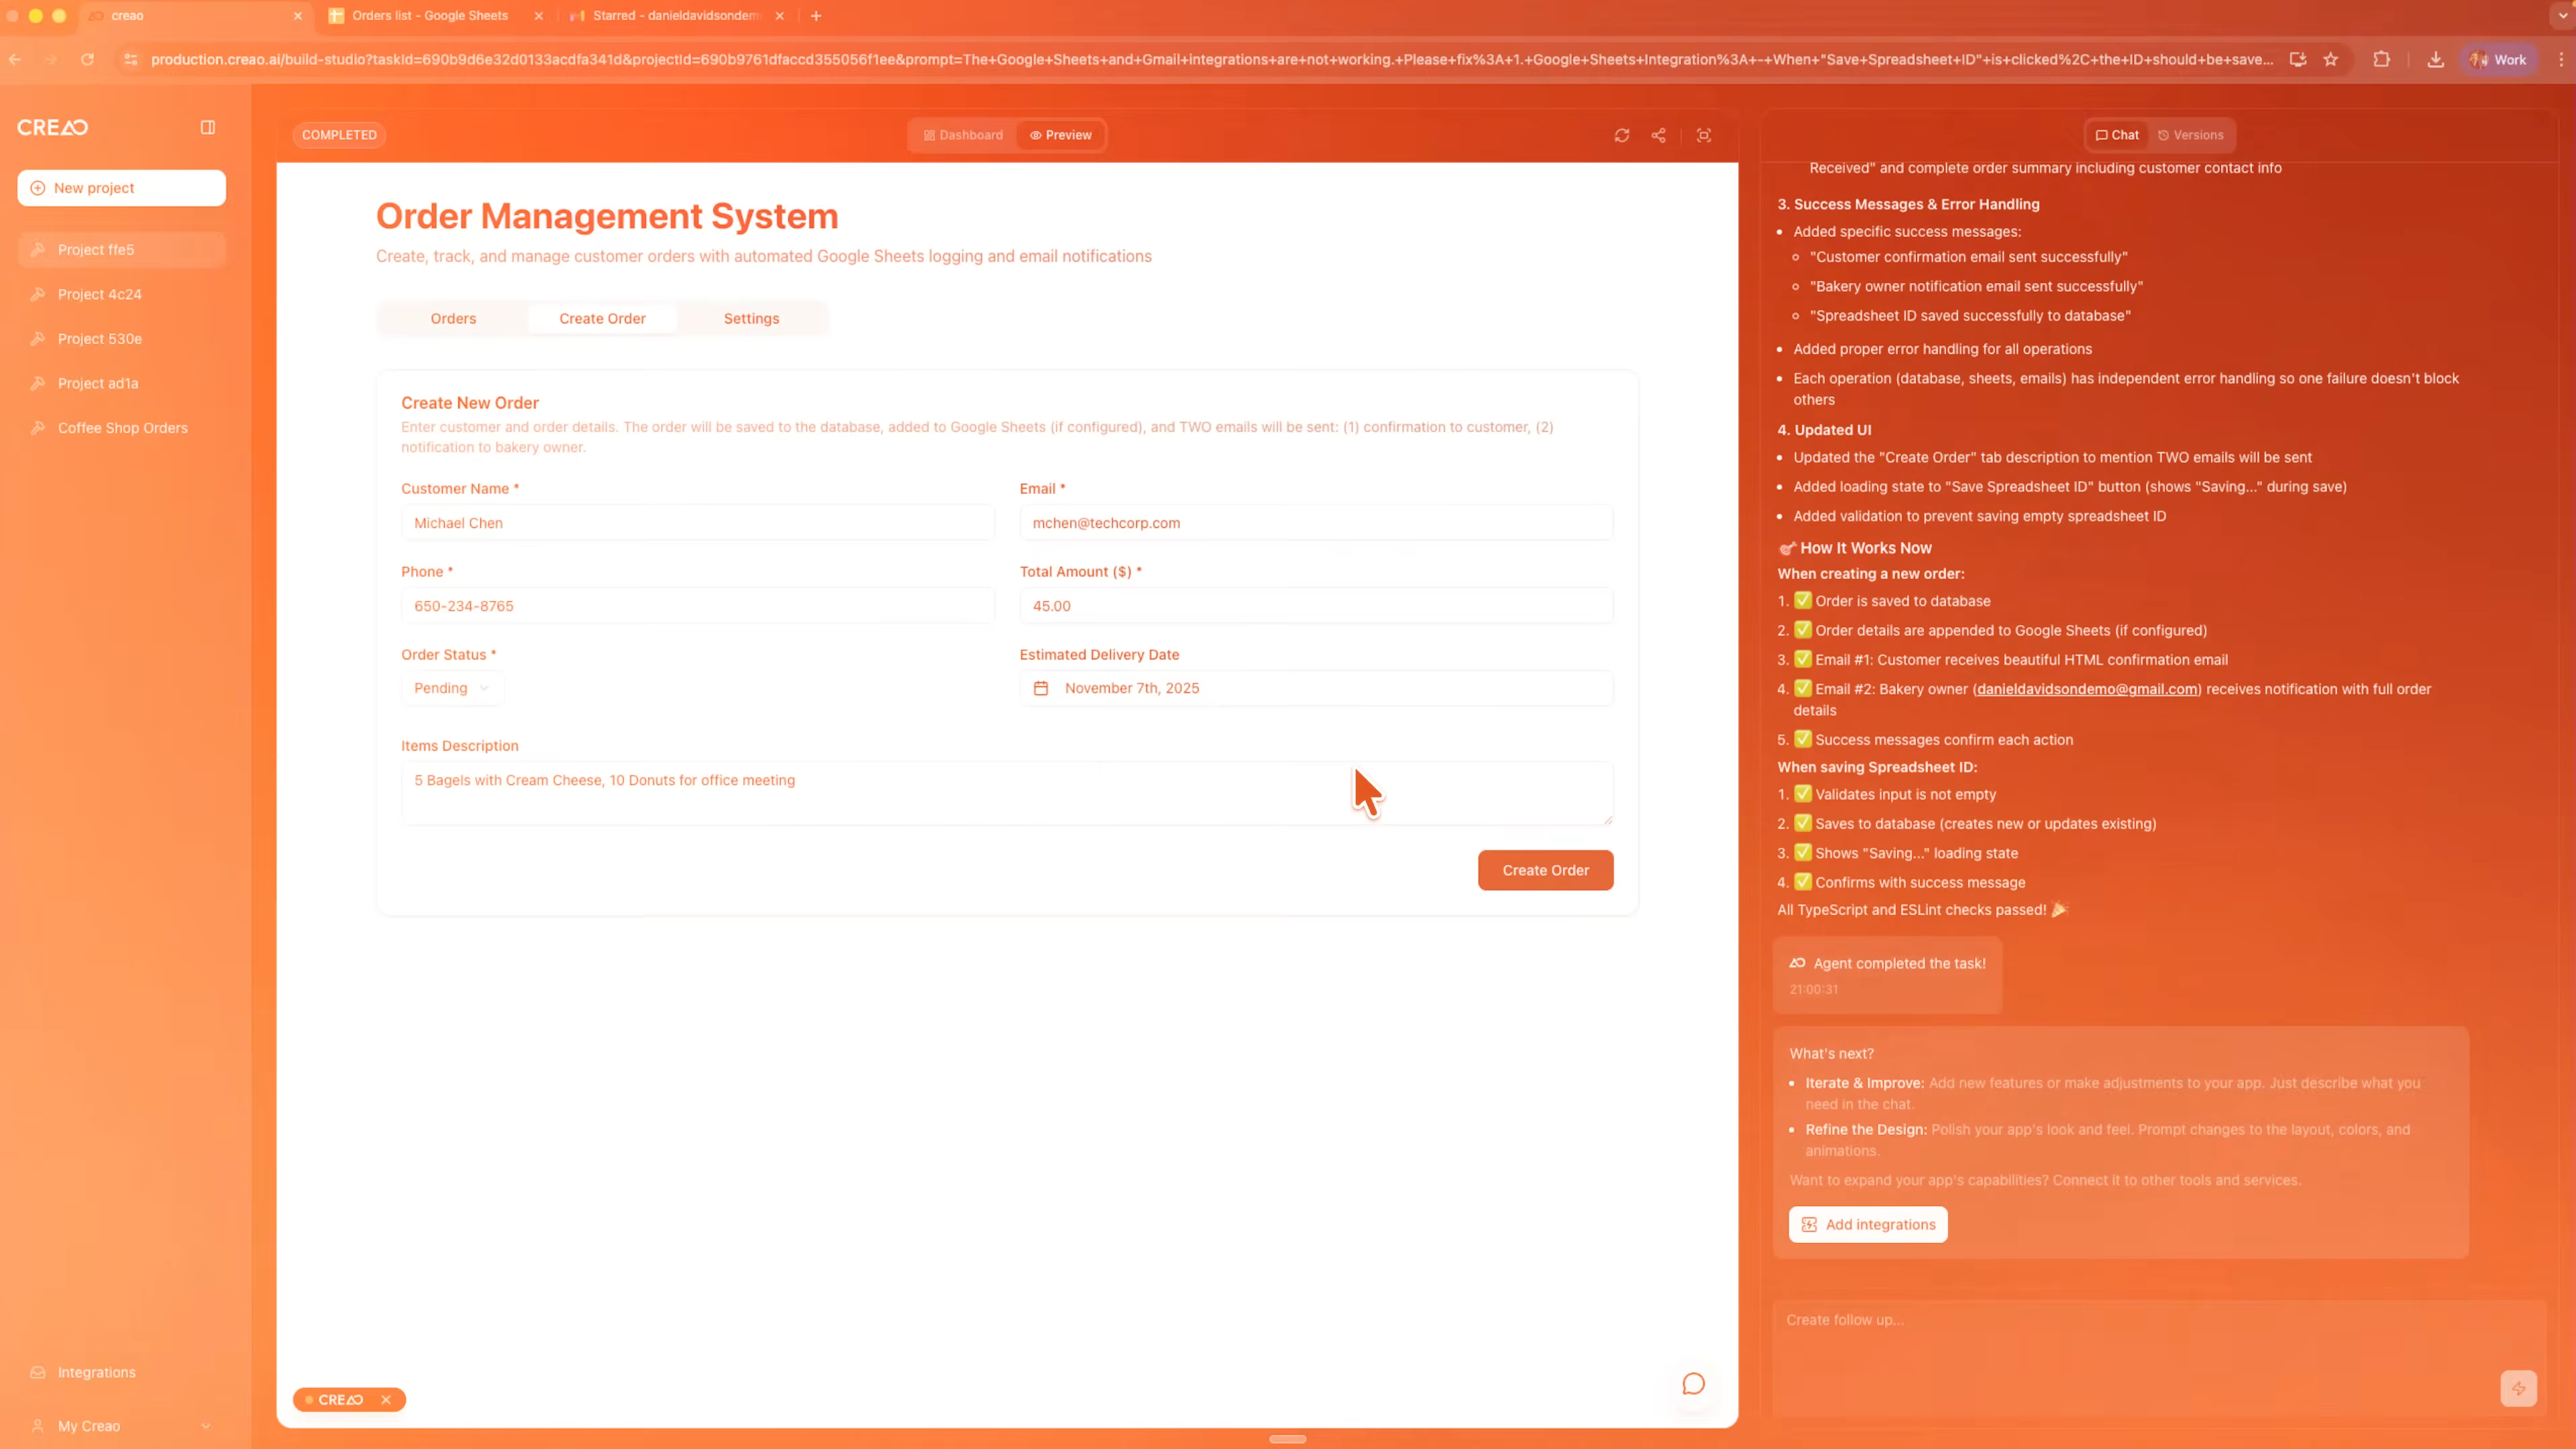 creao
Orders list - Google Sheets
Starred - danieldavidsondem
production.creao.ai/build-studio?taskId=690b9d6e32d0133acdfa341d&projectId=690b9761dfaccd355056f1ee&prompt=The+Google+Sheets+and+Gmail+integrations+are+not+working.+Please+fix%3A+1.+Google+Sheets+Integration%3A+-+When+"Save+Spreadsheet+ID"+is+clicked%2C+the+ID+should+be+save...
Work
CREAO
New project
Project ffe5
Project 4c24
Project 530e
Project ad1a
Coffee Shop Orders
Integrations
My Creao
COMPLETED
Dashboard
Preview
Order Management System
Create, track, and manage customer orders with automated Google Sheets logging and email notifications
Orders
Create Order
Settings
Create New Order
Enter customer and order details. The order will be saved to the database, added to Google Sheets (if configured), and TWO emails will be sent: (1) confirmation to customer, (2)
notification to bakery owner.
Customer Name *
Email *
Michael Chen
mchen@techcorp.com
Phone *
Total Amount ($) *
650-234-8765
45.00
Order Status *
Estimated Delivery Date
Pending
November 7th, 2025
Items Description
5 Bagels with Cream Cheese, 10 Donuts for office meeting
Create Order
CREAO
Chat
Versions
Received" and complete order summary including customer contact info
3. Success Messages & Error Handling
• Added specific success messages:
"Customer confirmation email sent successfully"
"Bakery owner notification email sent successfully"
"Spreadsheet ID saved successfully to database"
• Added proper error handling for all operations
• Each operation (database, sheets, emails) has independent error handling so one failure doesn't block
others
4. Updated UI
• Updated the "Create Order" tab description to mention TWO emails will be sent
• Added loading state to "Save Spreadsheet ID" button (shows "Saving..." during save)
• Added validation to prevent saving empty spreadsheet ID
How It Works Now
When creating a new order:
1. ✅ Order is saved to database
2. ✅ Order details are appended to Google Sheets (if configured)
3. ✅ Email #1: Customer receives beautiful HTML confirmation email
4. ✅ Email #2: Bakery owner (danieldavidsondemo@gmail.com) receives notification with full order
details
5. ✅ Success messages confirm each action
When saving Spreadsheet ID:
1. ✅ Validates input is not empty
2. ✅ Saves to database (creates new or updates existing)
3. ✅ Shows "Saving..." loading state
4. ✅ Confirms with success message
All TypeScript and ESLint checks passed! 🎉
Agent completed the task!
21:00:31
What's next?
• Iterate & Improve: Add new features or make adjustments to your app. Just describe what you
need in the chat.
• Refine the Design: Polish your app's look and feel. Prompt changes to the layout, colors, and
animations.
Want to expand your app's capabilities? Connect it to other tools and services.
Add integrations
Create follow up...